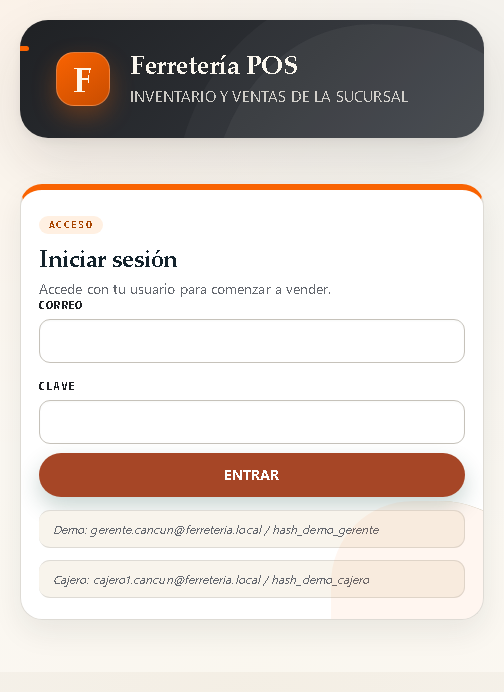 F
Ferretería POS
INVENTARIO Y VENTAS DE LA SUCURSAL
ACCESO
Iniciar sesión
Accede con tu usuario para comenzar a vender.
CORREO
CLAVE
ENTRAR
Demo: gerente.cancun@ferreteria.local / hash_demo_gerente
Cajero: cajero1.cancun@ferreteria.local / hash_demo_cajero